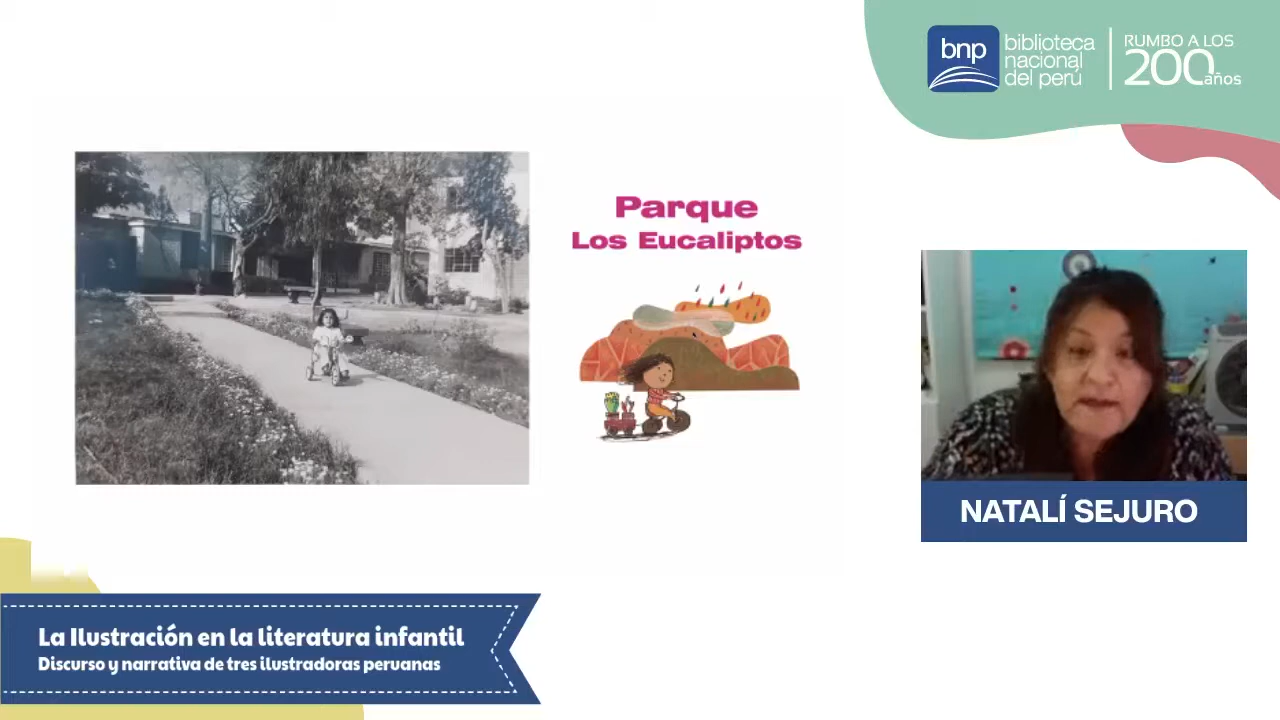 bnp
biblioteca
nacional
del perú
RUMBO A LOS
200 años
Parque
Los Eucaliptos
NATALÍ SEJURO
La Ilustración en la literatura infantil
Discurso y narrativa de tres ilustradoras peruanas